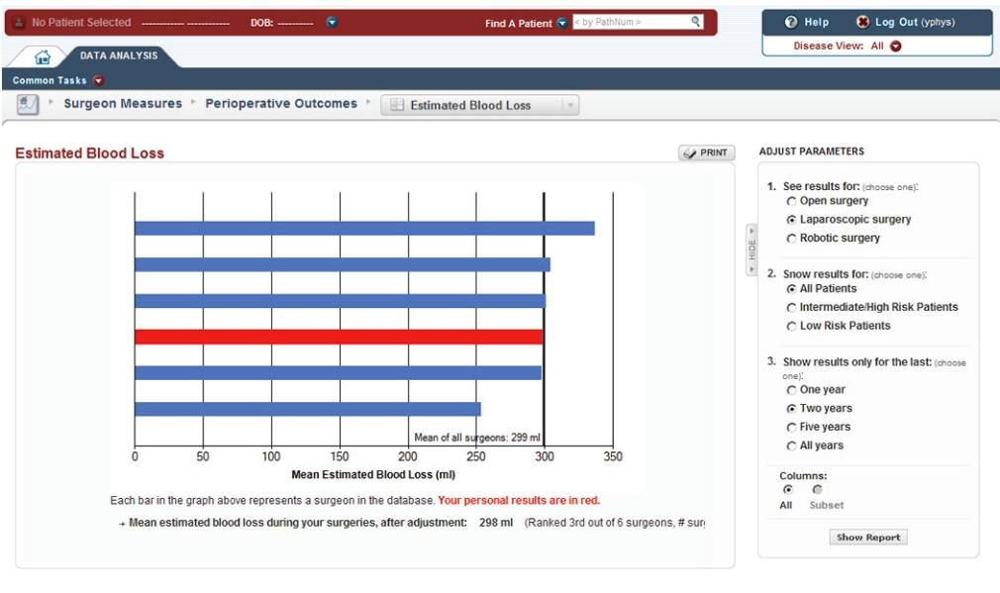 No Patient Selected ------------ ------------ DOB: ---------- Find A Patient < by PathNum >
Help Log Out (yphys)
Disease View: All
DATA ANALYSIS
Common Tasks
Surgeon Measures Perioperative Outcomes Estimated Blood Loss
Estimated Blood Loss
PRINT
Mean of all surgeons: 299 ml
0 50 100 150 200 250 300 350
Mean Estimated Blood Loss (ml)
Each bar in the graph above represents a surgeon in the database. Your personal results are in red.
→ Mean estimated blood loss during your surgeries, after adjustment: 298 ml (Ranked 3rd out of 6 surgeons, # surg
HIDE
ADJUST PARAMETERS
1. See results for: (choose one):
Open surgery
Laparoscopic surgery
Robotic surgery
2. Snow results for: (choose one):
All Patients
Intermediate/High Risk Patients
Low Risk Patients
3. Show results only for the last: (choose
one):
One year
Two years
Five years
All years
Columns:
All Subset
Show Report